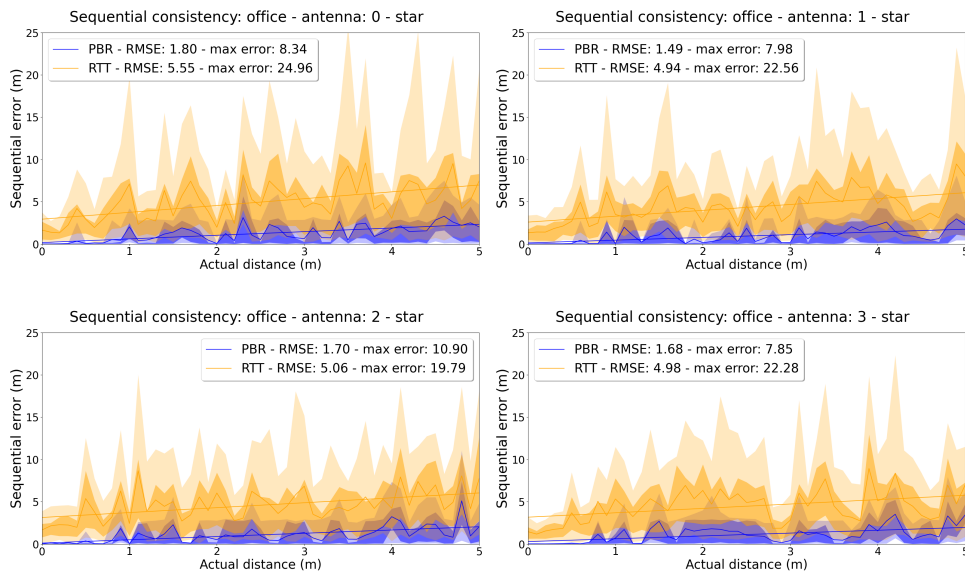 Sequential consistency: office - antenna: 0 - star
PBR - RMSE: 1.80 - max error: 8.34
RTT - RMSE: 5.55 - max error: 24.96
Sequential error (m)
25
20
15
10
5
0
0 1 2 3 4 5
Actual distance (m)
Sequential consistency: office - antenna: 1 - star
PBR - RMSE: 1.49 - max error: 7.98
RTT - RMSE: 4.94 - max error: 22.56
Sequential error (m)
25
20
15
10
5
0
0 1 2 3 4 5
Actual distance (m)
Sequential consistency: office - antenna: 2 - star
PBR - RMSE: 1.70 - max error: 10.90
RTT - RMSE: 5.06 - max error: 19.79
Sequential error (m)
25
20
15
10
5
0
0 1 2 3 4 5
Actual distance (m)
Sequential consistency: office - antenna: 3 - star
PBR - RMSE: 1.68 - max error: 7.85
RTT - RMSE: 4.98 - max error: 22.28
Sequential error (m)
25
20
15
10
5
0
0 1 2 3 4 5
Actual distance (m)